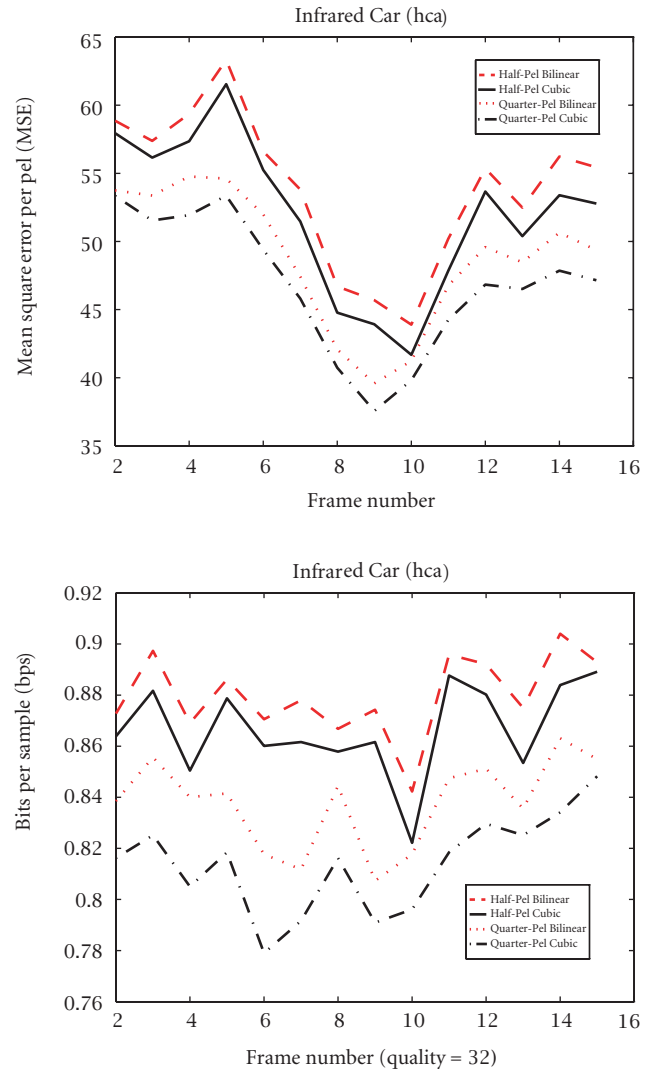 Infrared Car (hca)
65
60
55
50
45
40
35
Mean square error per pel (MSE)
Half-Pel Bilinear
Half-Pel Cubic
Quarter-Pel Bilinear
Quarter-Pel Cubic
2 4 6 8 10 12 14 16
Frame number
Infrared Car (hca)
0.92
0.9
0.88
0.86
0.84
0.82
0.8
0.78
0.76
Bits per sample (bps)
Half-Pel Bilinear
Half-Pel Cubic
Quarter-Pel Bilinear
Quarter-Pel Cubic
2 4 6 8 10 12 14 16
Frame number (quality = 32)